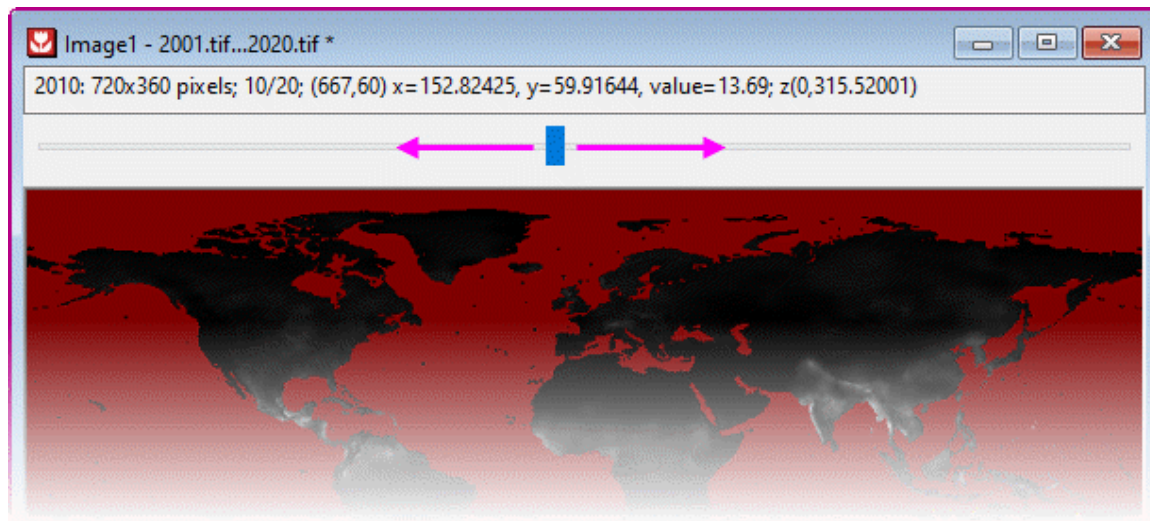 Image1 - 2001.tif...2020.tif *
2010: 720x360 pixels; 10/20; (667,60) x=152.82425, y=59.91644, value=13.69; z(0,315.52001)